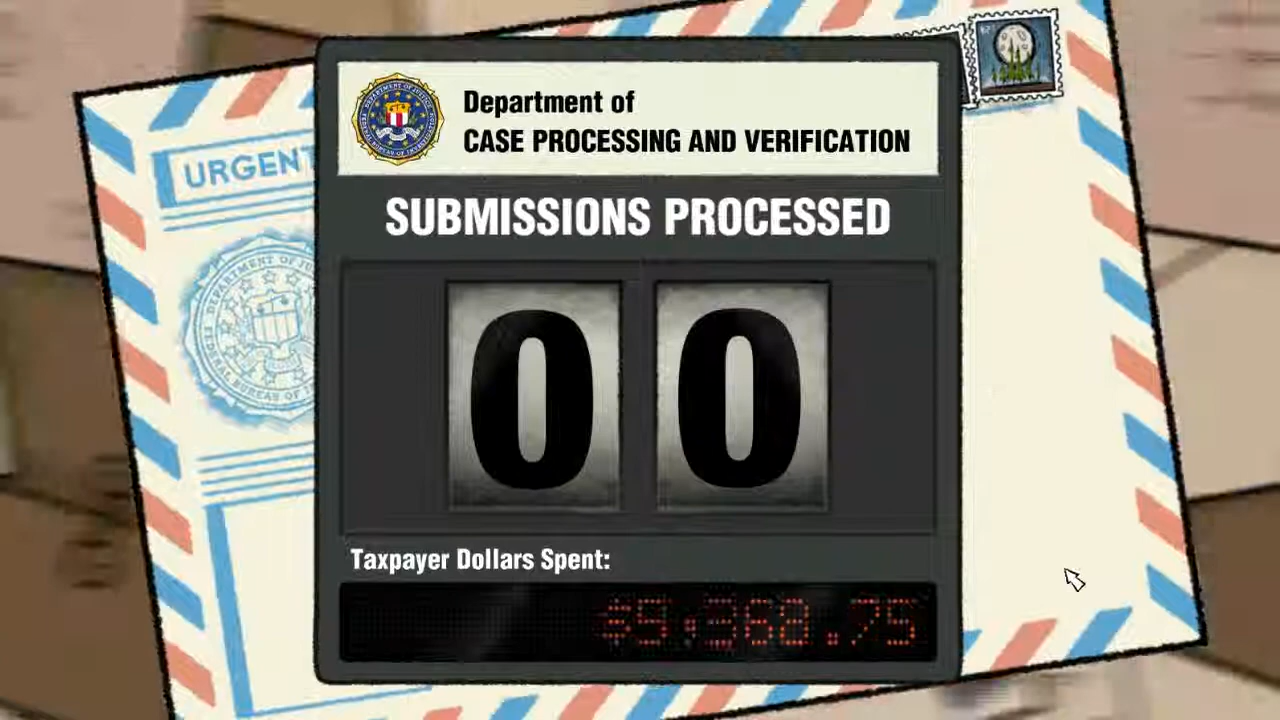 Department of
CASE PROCESSING AND VERIFICATION
URGENT
SUBMISSIONS PROCESSED
00
Taxpayer Dollars Spent: